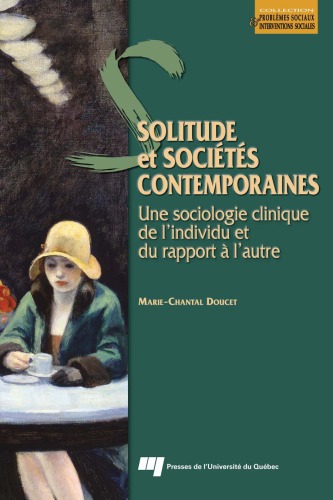 COLLECTION
PROBLÈMES SOCIAUX
& INTERVENTIONS SOCIALES
SOLITUDE
et SOCIÉTÉS
CONTEMPORAINES
Une sociologie clinique
de l'individu et
du rapport à l'autre
MARIE-CHANTAL DOUCET
Presses de l'Université du Québec